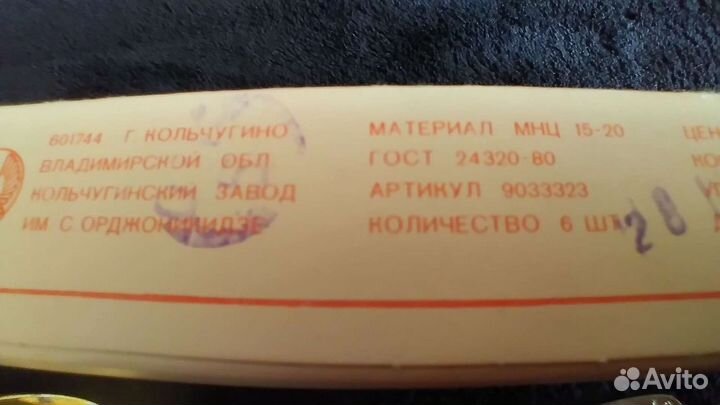 601744 Г. КОЛЬЧУГИНО
ВЛАДИМИРСКОЙ ОБЛ
КОЛЬЧУГИНСКИЙ ЗАВОД
ИМ. С. ОРДЖОНИКИДЗЕ
МАТЕРИАЛ МНЦ 15-20
ГОСТ 24320-80
АРТИКУЛ 9033323
КОЛИЧЕСТВО 6 ШТ
28
Avito